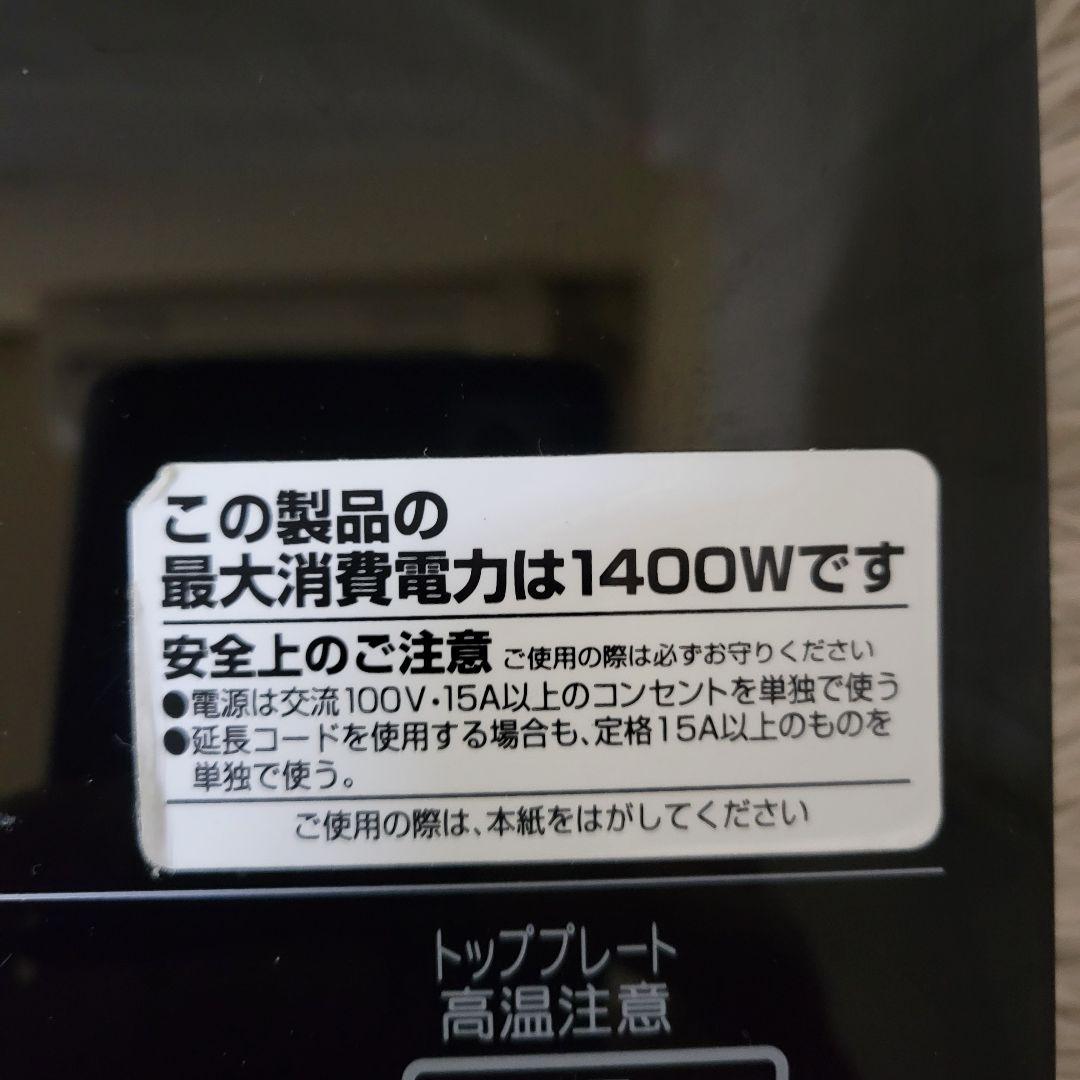 この製品の
最大消費電力は1400Wです
安全上のご注意 ご使用の際は必ずお守りください
●電源は交流100V・15A以上のコンセントを単独で使う
●延長コードを使用する場合も、定格15A以上のものを
単独で使う。
ご使用の際は、本紙をはがしてください
トッププレート
高温注意